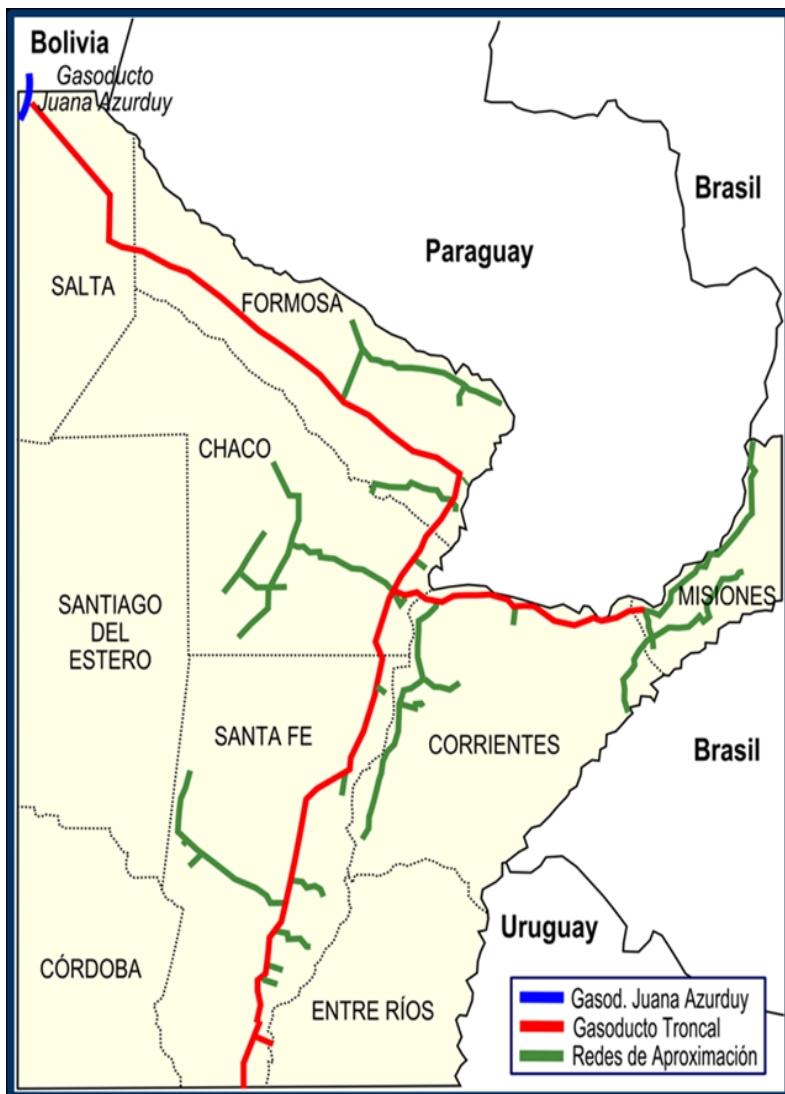 Bolivia
Gasoducto
Juana Azurduy
Brasil
Paraguay
SALTA
FORMOSA
CHACO
MISIONES
SANTIAGO
DEL
ESTERO
SANTA FE
CORRIENTES
Brasil
Uruguay
CÓRDOBA
ENTRE RÍOS
Gasod. Juana Azurduy
Gasoducto Troncal
Redes de Aproximación